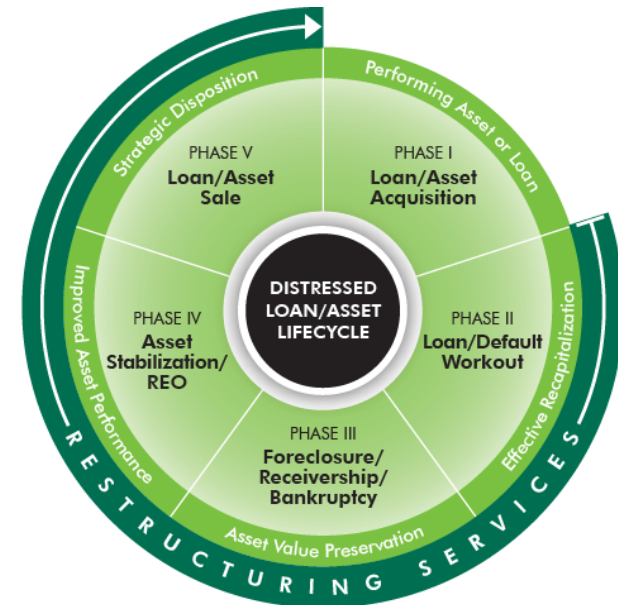 DISTRESSED
LOAN/ASSET
LIFECYCLE
PHASE I
Loan/Asset
Acquisition
Performing Asset or Loan
PHASE II
Loan/Default
Workout
Effective Recapitalization
PHASE III
Foreclosure/
Receivership/
Bankruptcy
Asset Value Preservation
PHASE IV
Asset
Stabilization/
REO
Improved Asset Performance
PHASE V
Loan/Asset
Sale
Strategic Disposition
RESTRUCTURING SERVICES